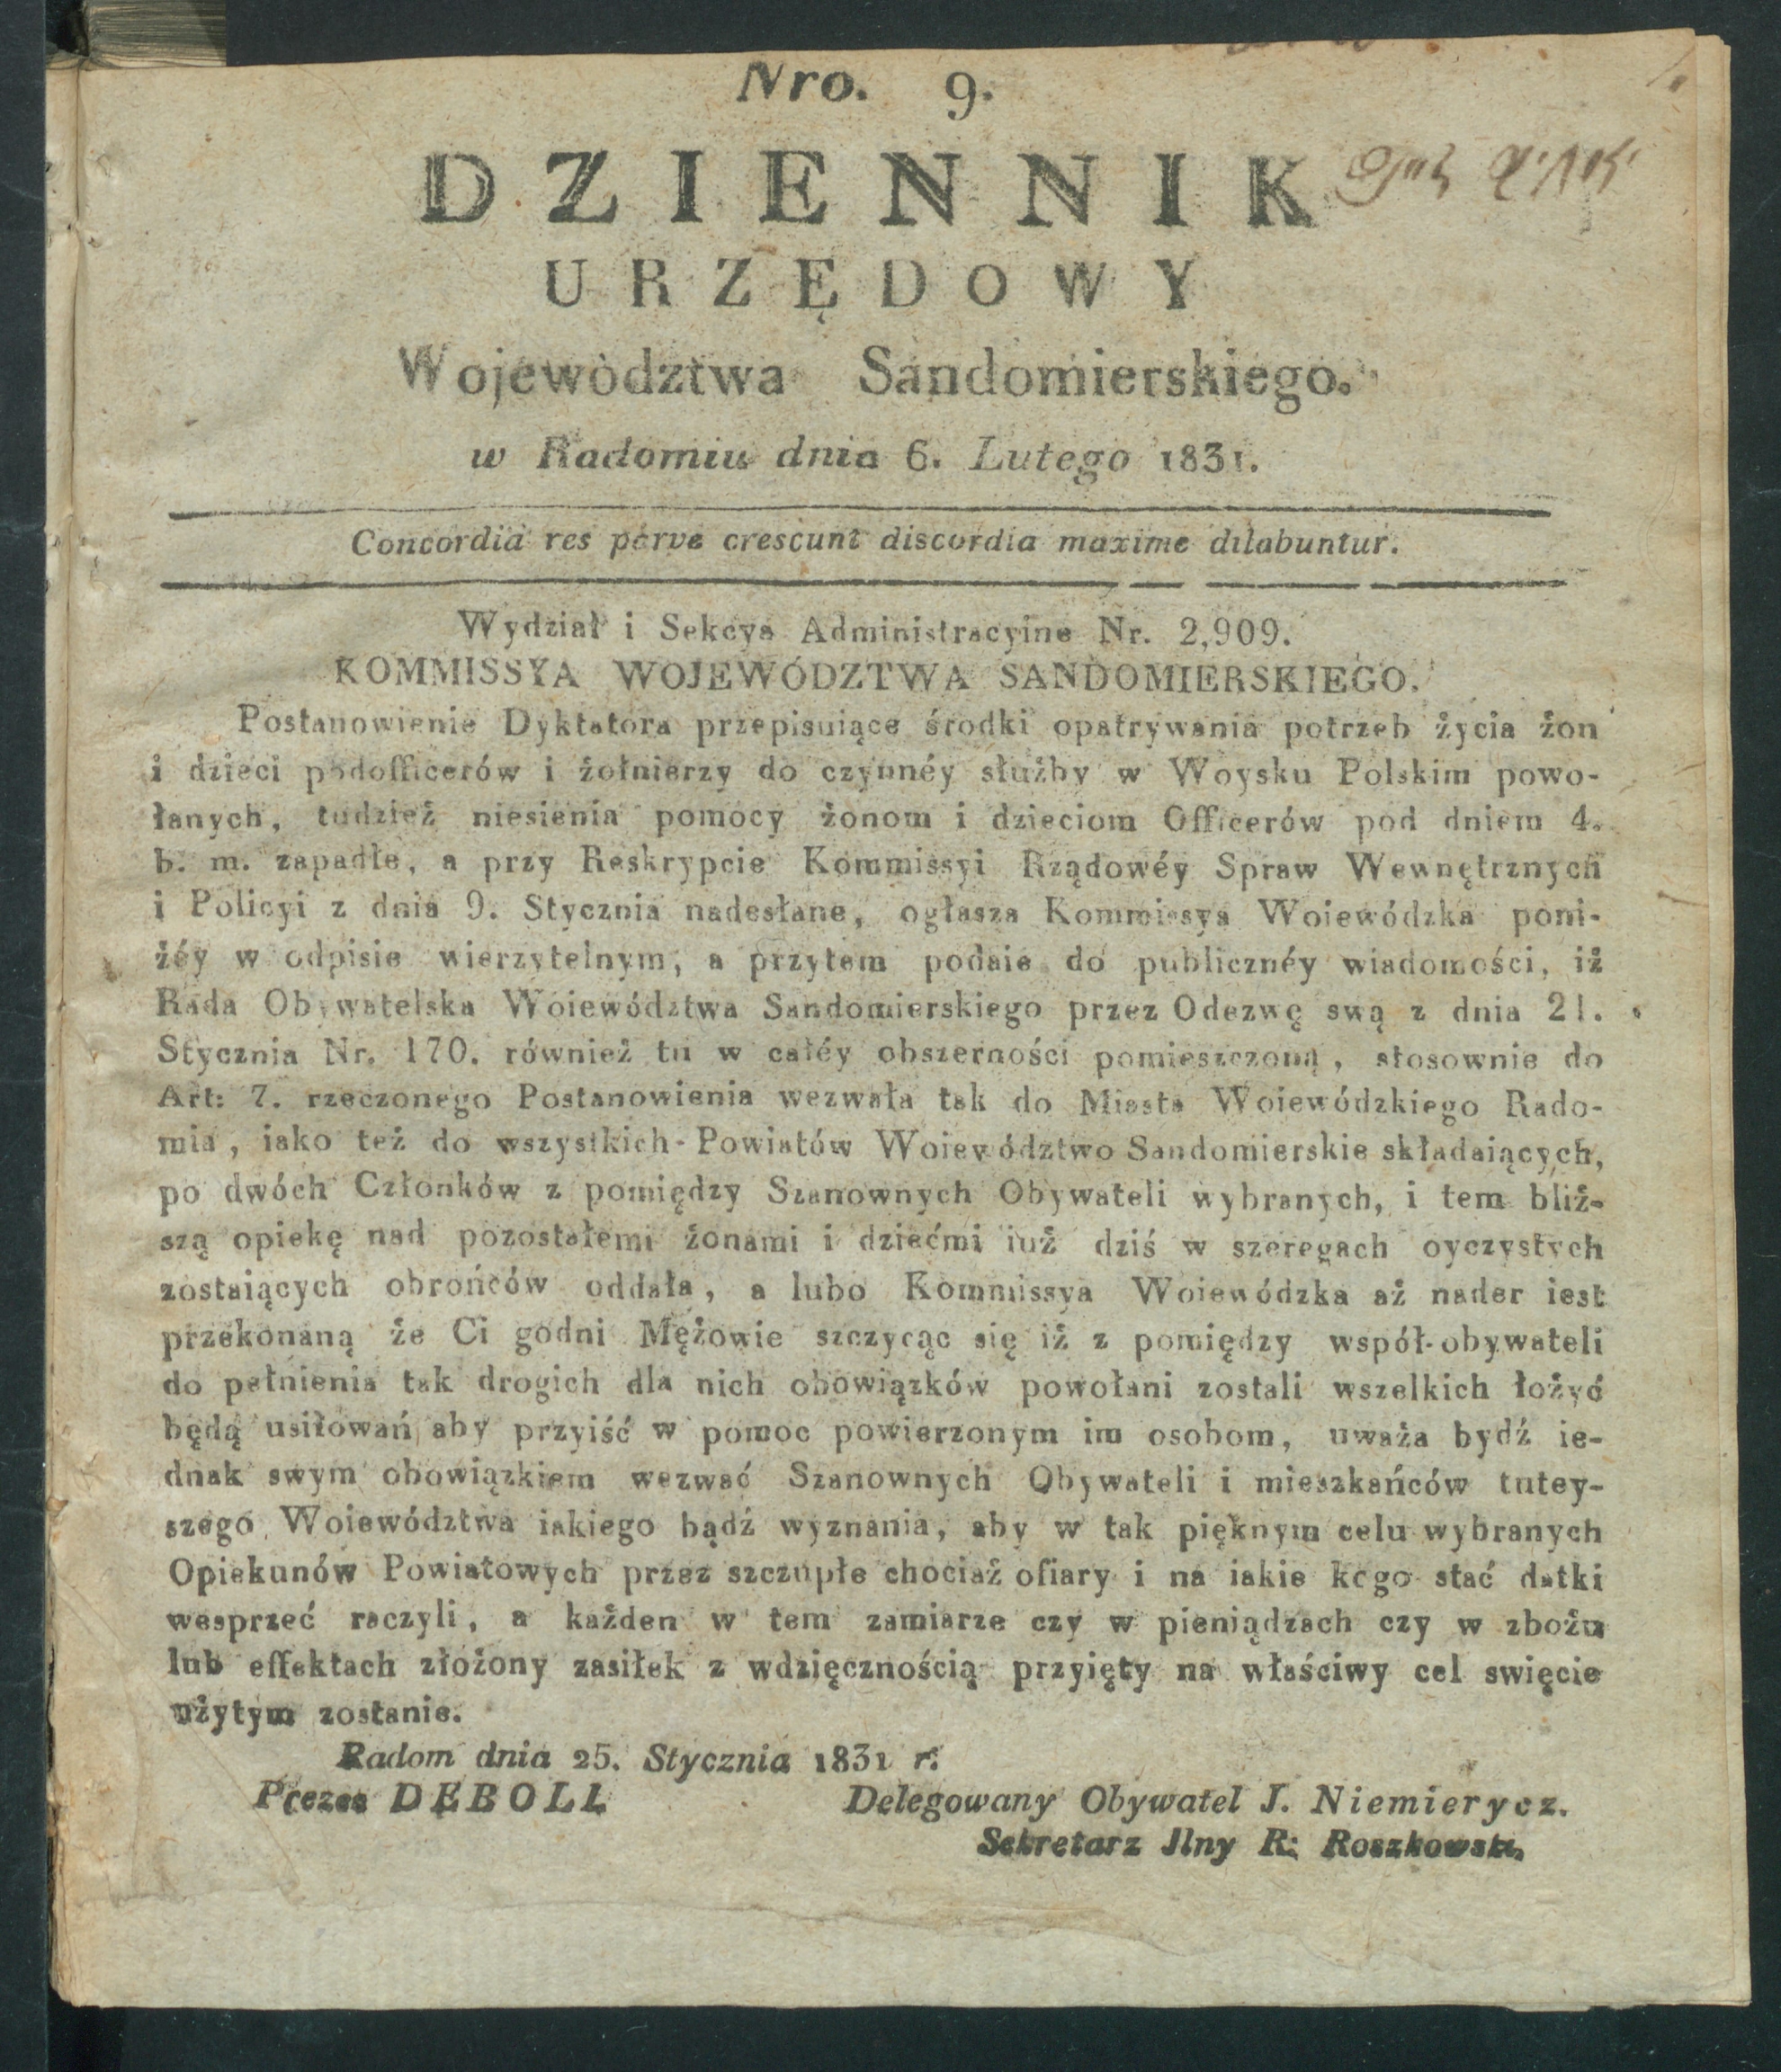 Nro. 9.
DZIENNIK
URZĘDOWY
Województwa Sandomierskiego.
w Radomiu dnia 6. Lutego 1831.
Concordia res parve crescunt discordia maxime dilabuntur.
Wydział i Sekcya Administracyine Nr. 2,909.
KOMMISSYA WOJEWÓDZTWA SANDOMIERSKIEGO.
Postanowienie Dyktatora przepisuiące środki opatrywania potrzeb życia żon
i dzieci podofficerów i żołnierzy do czynnéy służby w Woysku Polskim powo-
łanych, tudzież niesienia pomocy żonom i dzieciom Officerów pod dniem 4.
b. m. zapadłe, a przy Reskrypcie Kommissyi Rządowéy Spraw Wewnętrznych
i Policyi z dnia 9. Stycznia nadesłane, ogłasza Kommissya Woiewódzka poni-
żéy w odpisie wierzytelnym, a przytem podaie do publicznéy wiadomości, iż
Rada Obywatelska Woiewództwa Sandomierskiego przez Odezwę swą z dnia 21.
Stycznia Nr. 170. również tu w całéy obszerności pomieszczoną, stosownie do
Art: 7. rzeczonego Postanowienia wezwała tak do Miasta Woiewódzkiego Rado-
mia, iako też do wszystkich Powiatów Woiewództwo Sandomierskie składaiących,
po dwóch Członków z pomiędzy Szanownych Obywateli wybranych, i tem bliż-
szą opiekę nad pozostałemi żonami i dziećmi iuż dziś w szeregach oyczystych
zostaiących obrońców oddała, a lubo Kommissya Woiewódzka aż nader iest
przekonaną że Ci godni Mężowie szczycąc się iż z pomiędzy współ-obywateli
do pełnienia tak drogich dla nich obowiązków powołani zostali wszelkich łożyć
będą usiłowań aby przyiść w pomoc powierzonym im osobom, uważa bydź ie-
dnak swym obowiązkiem wezwać Szanownych Obywateli i mieszkańców tutey-
szego Woiewództwa iakiego bądź wyznania, aby w tak pięknym celu wybranych
Opiekunów Powiatowych przez szczupłe chociaż ofiary i na iakie kogo stać datki
wesprzeć raczyli, a każden w tem zamiarze czy w pieniądzach czy w zbożu
lub effektach złożony zasiłek z wdzięcznością przyięty na właściwy cel swięcie
użytym zostanie.
Radom dnia 25. Stycznia 1831 r.
Prezes DEBOLI.
Delegowany Obywatel J. Niemierycz.
Sekretarz Jlny R: Roszkowski.